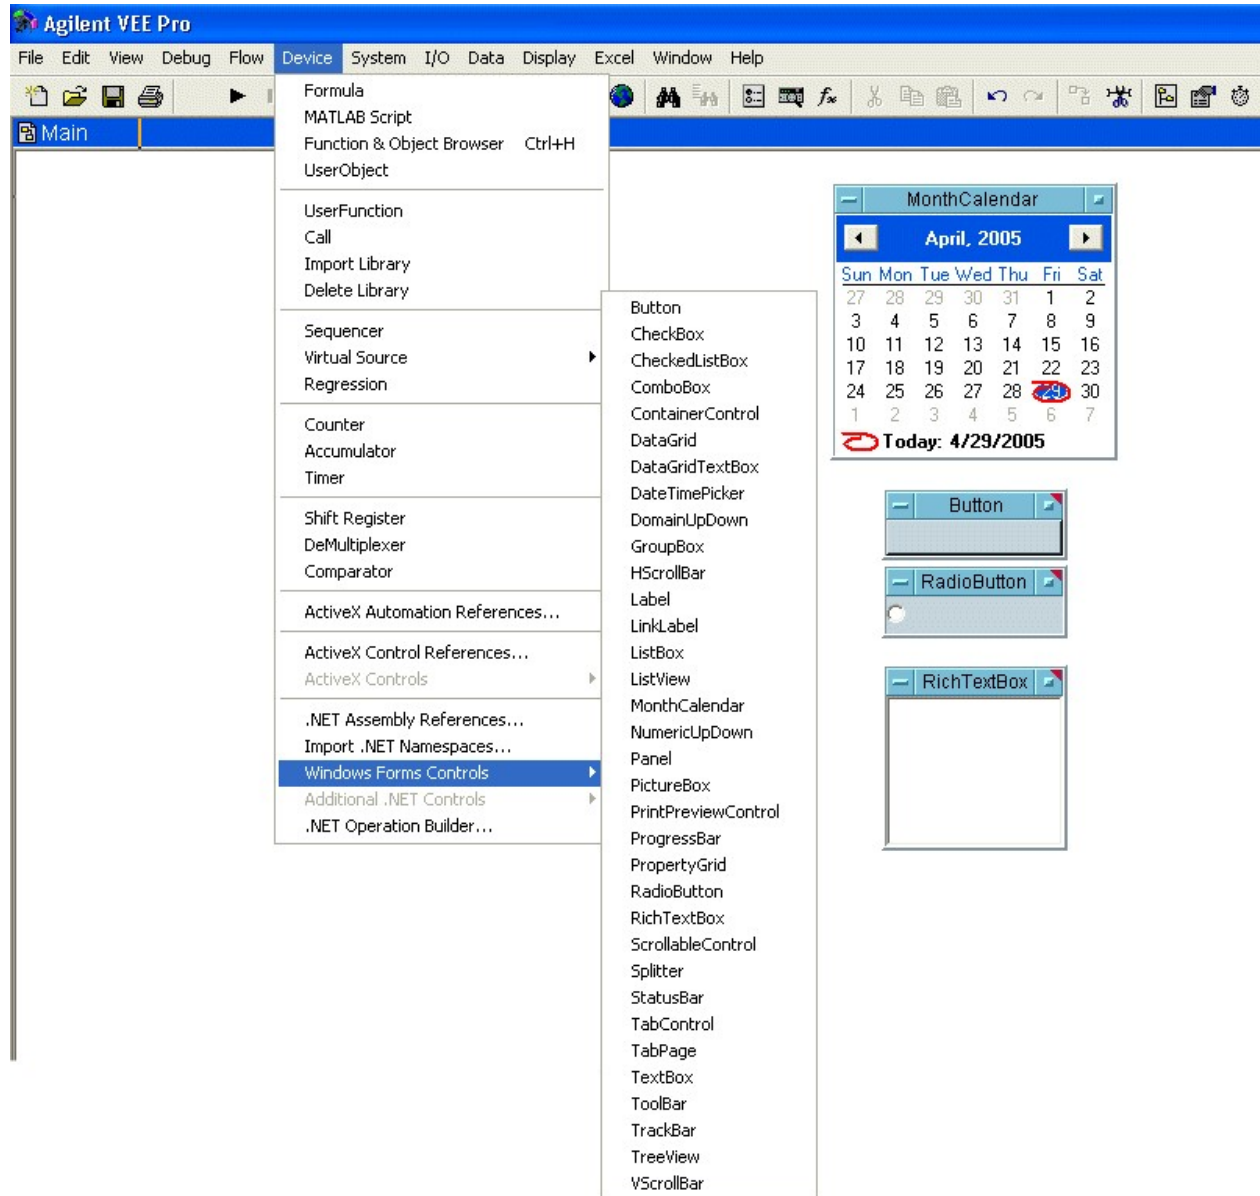 Agilent VEE Pro
File Edit View Debug Flow Device System I/O Data Display Excel Window Help
Main
Formula
MATLAB Script
Function & Object Browser Ctrl+H
UserObject
UserFunction
Call
Import Library
Delete Library
Sequencer
Virtual Source
Regression
Counter
Accumulator
Timer
Shift Register
DeMultiplexer
Comparator
ActiveX Automation References...
ActiveX Control References...
ActiveX Controls
.NET Assembly References...
Import .NET Namespaces...
Windows Forms Controls
Additional .NET Controls
.NET Operation Builder...
Button
CheckBox
CheckedListBox
ComboBox
ContainerControl
DataGrid
DataGridTextBox
DateTimePicker
DomainUpDown
GroupBox
HScrollBar
Label
LinkLabel
ListBox
ListView
MonthCalendar
NumericUpDown
Panel
PictureBox
PrintPreviewControl
ProgressBar
PropertyGrid
RadioButton
RichTextBox
ScrollableControl
Splitter
StatusBar
TabControl
TabPage
TextBox
ToolBar
TrackBar
TreeView
VScrollBar
MonthCalendar
April, 2005
Sun Mon Tue Wed Thu Fri Sat
27 28 29 30 31 1 2
3 4 5 6 7 8 9
10 11 12 13 14 15 16
17 18 19 20 21 22 23
24 25 26 27 28 29 30
1 2 3 4 5 6 7
Today: 4/29/2005
Button
RadioButton
RichTextBox